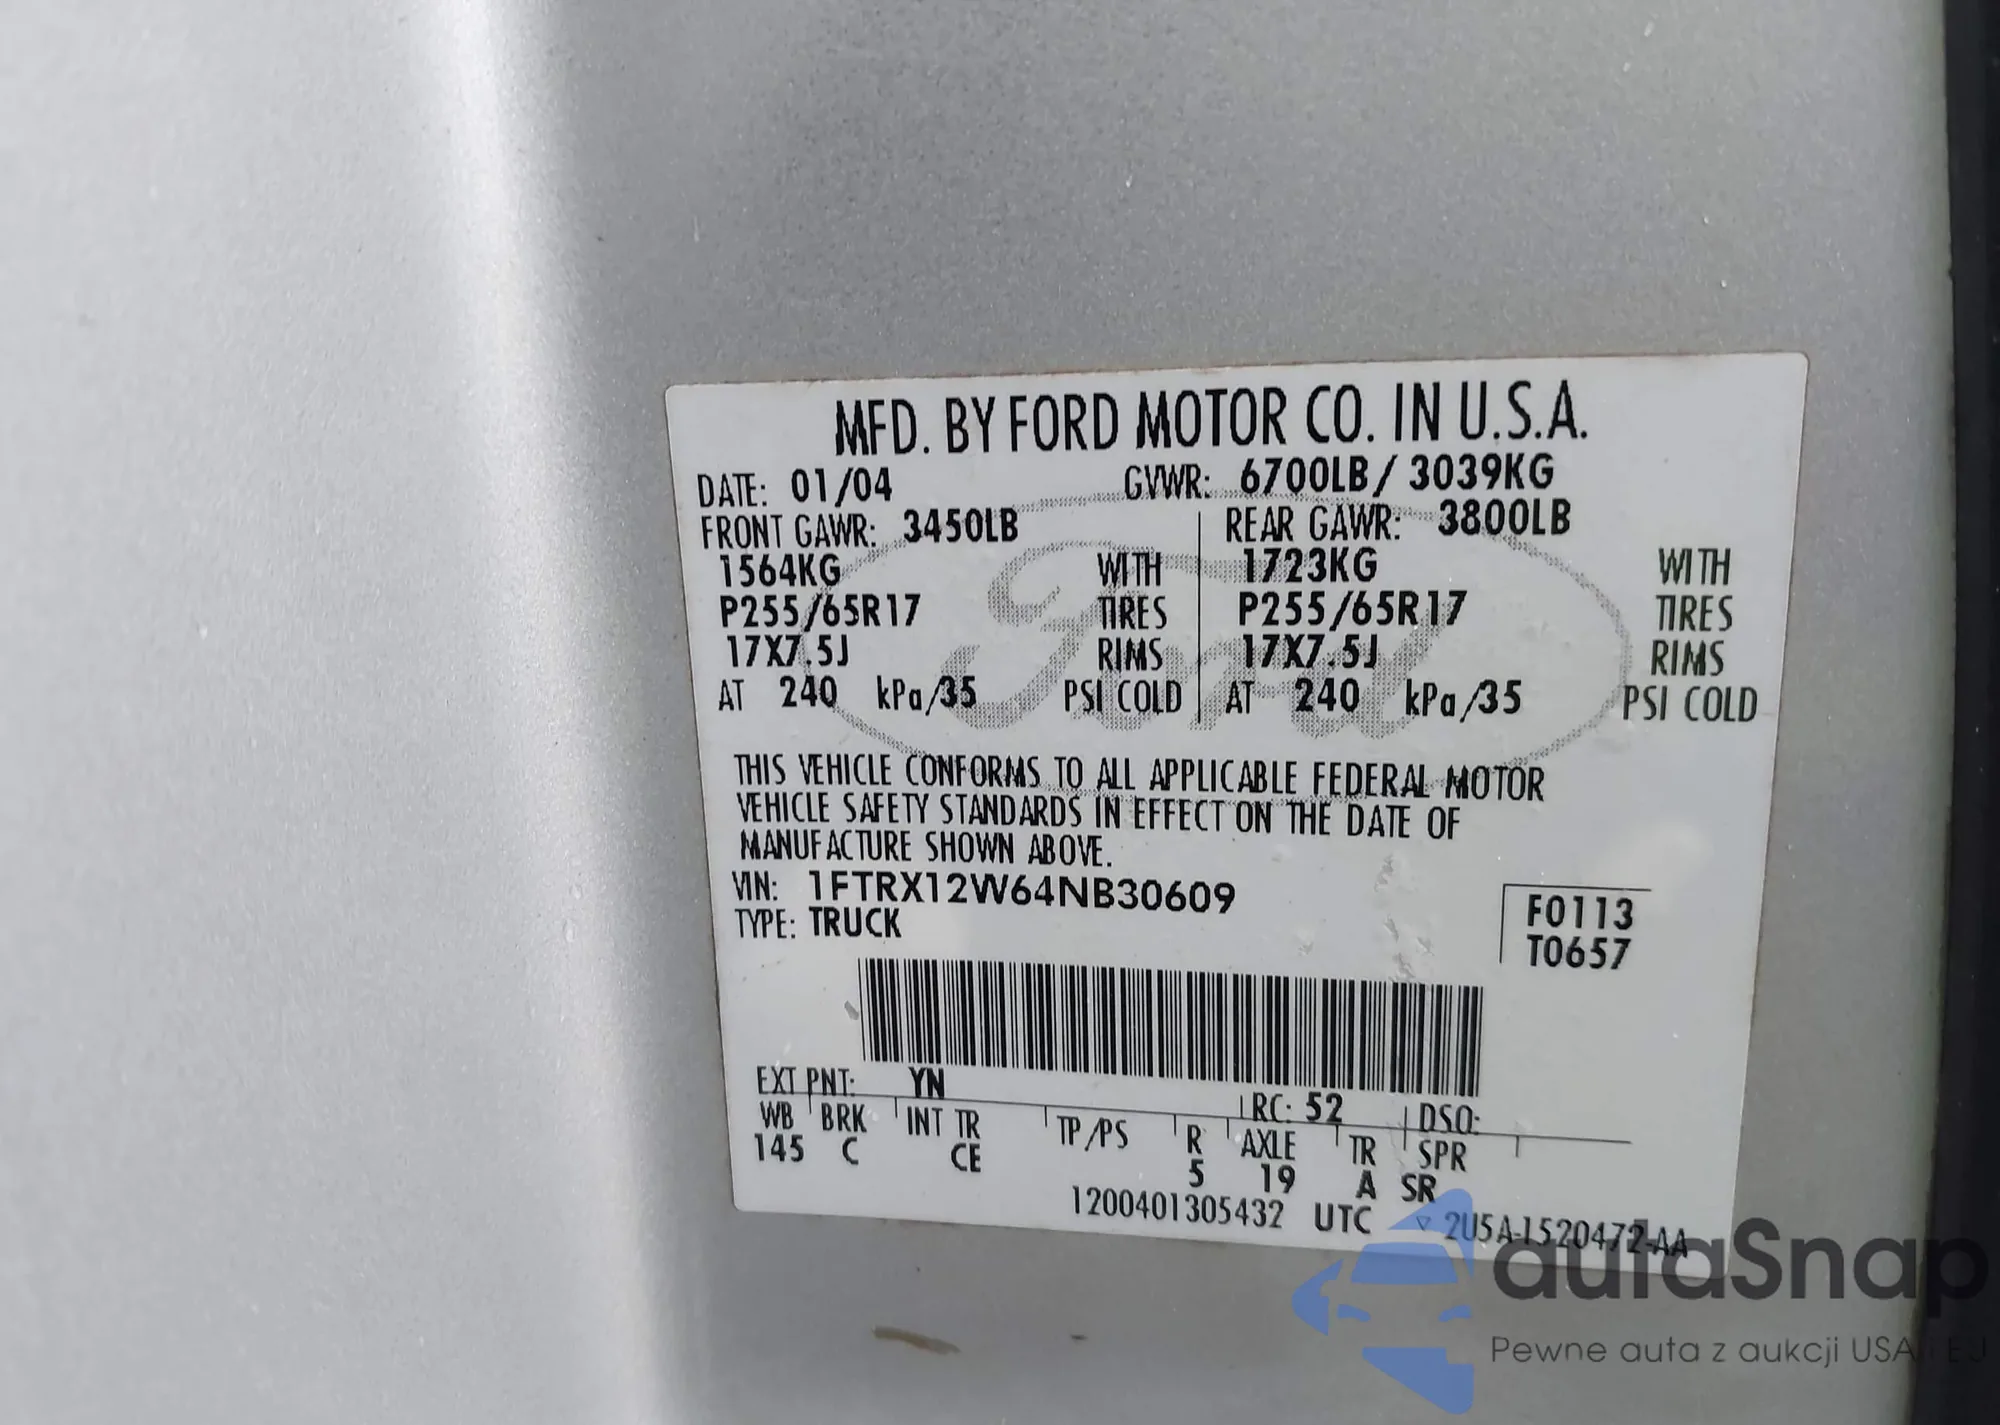 MFD. BY FORD MOTOR CO. IN U.S.A.
DATE: 01/04 GVWR: 6700LB / 3039KG
FRONT GAWR: 3450LB REAR GAWR: 3800LB
1564KG WITH 1723KG WITH
P255/65R17 TIRES P255/65R17 TIRES
17X7.5J RIMS 17X7.5J RIMS
AT 240 kPa/35 PSI COLD AT 240 kPa/35 PSI COLD
Ford
THIS VEHICLE CONFORMS TO ALL APPLICABLE FEDERAL MOTOR
VEHICLE SAFETY STANDARDS IN EFFECT ON THE DATE OF
MANUFACTURE SHOWN ABOVE.
VIN: 1FTRX12W64NB30609
TYPE: TRUCK
F0113
T0657
EXT PNT: YN RC: 52 DSO:
WB BRK INT TR TP/PS R AXLE TR SPR
145 C CE 5 19 A SR
1200401305432 UTC ▽ 2U5A-1520472-AA
autaSnap
Pewne auta z aukcji USA i EJ